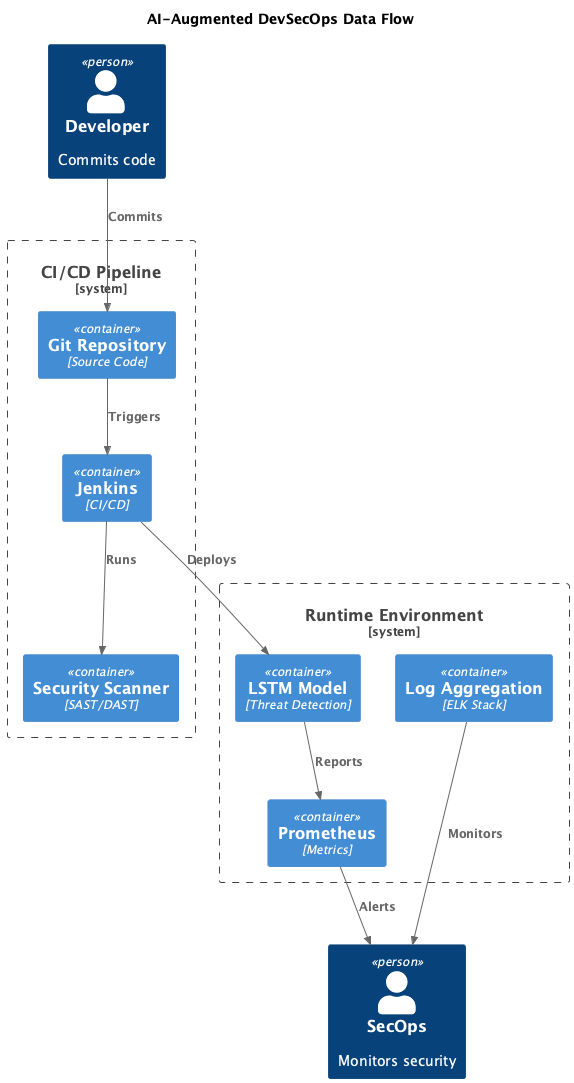 AI-Augmented DevSecOps Data Flow
«person»
Developer
Commits code
Commits
CI/CD Pipeline
[system]
«container»
Git Repository
[Source Code]
Triggers
«container»
Jenkins
[CI/CD]
Runs
Deploys
«container»
Security Scanner
[SAST/DAST]
Runtime Environment
[system]
«container»
LSTM Model
[Threat Detection]
«container»
Log Aggregation
[ELK Stack]
Reports
«container»
Prometheus
[Metrics]
Monitors
Alerts
«person»
SecOps
Monitors security